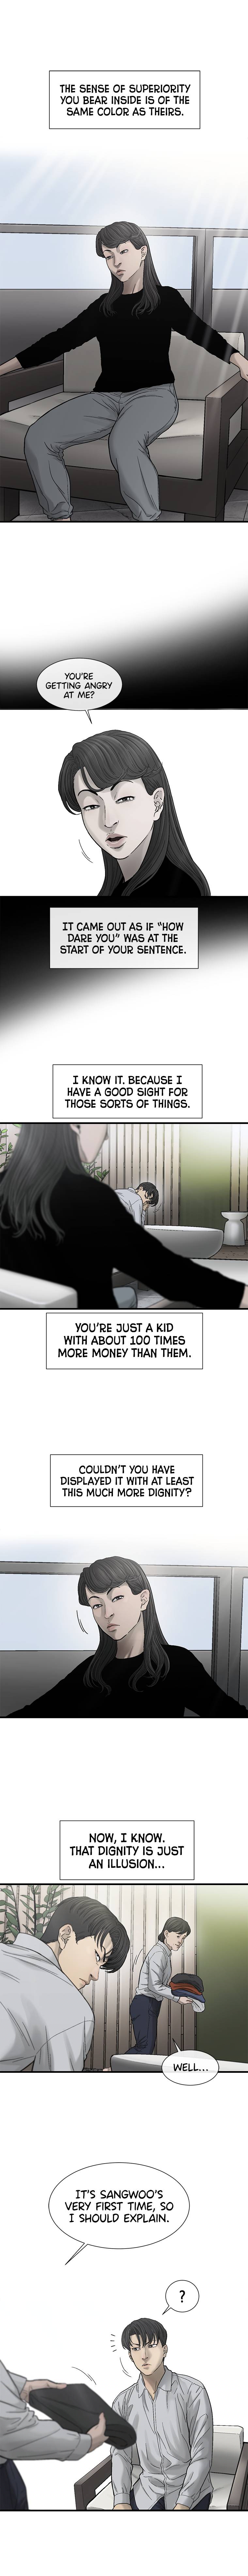 THE SENSE OF SUPERIORITY
YOU BEAR INSIDE IS OF THE
SAME COLOR AS THEIRS.
YOU'RE
GETTING ANGRY
AT ME?
IT CAME OUT AS IF "HOW
DARE YOU" WAS AT THE
START OF YOUR SENTENCE.
I KNOW IT. BECAUSE I
HAVE A GOOD SIGHT FOR
THOSE SORTS OF THINGS.
YOU'RE JUST A KID
WITH ABOUT 100 TIMES
MORE MONEY THAN THEM.
COULDN'T YOU HAVE
DISPLAYED IT WITH AT LEAST
THIS MUCH MORE DIGNITY?
NOW, I KNOW.
THAT DIGNITY IS JUST
AN ILLUSION...
WELL...
IT'S SANGWOO'S
VERY FIRST TIME, SO
I SHOULD EXPLAIN.
?